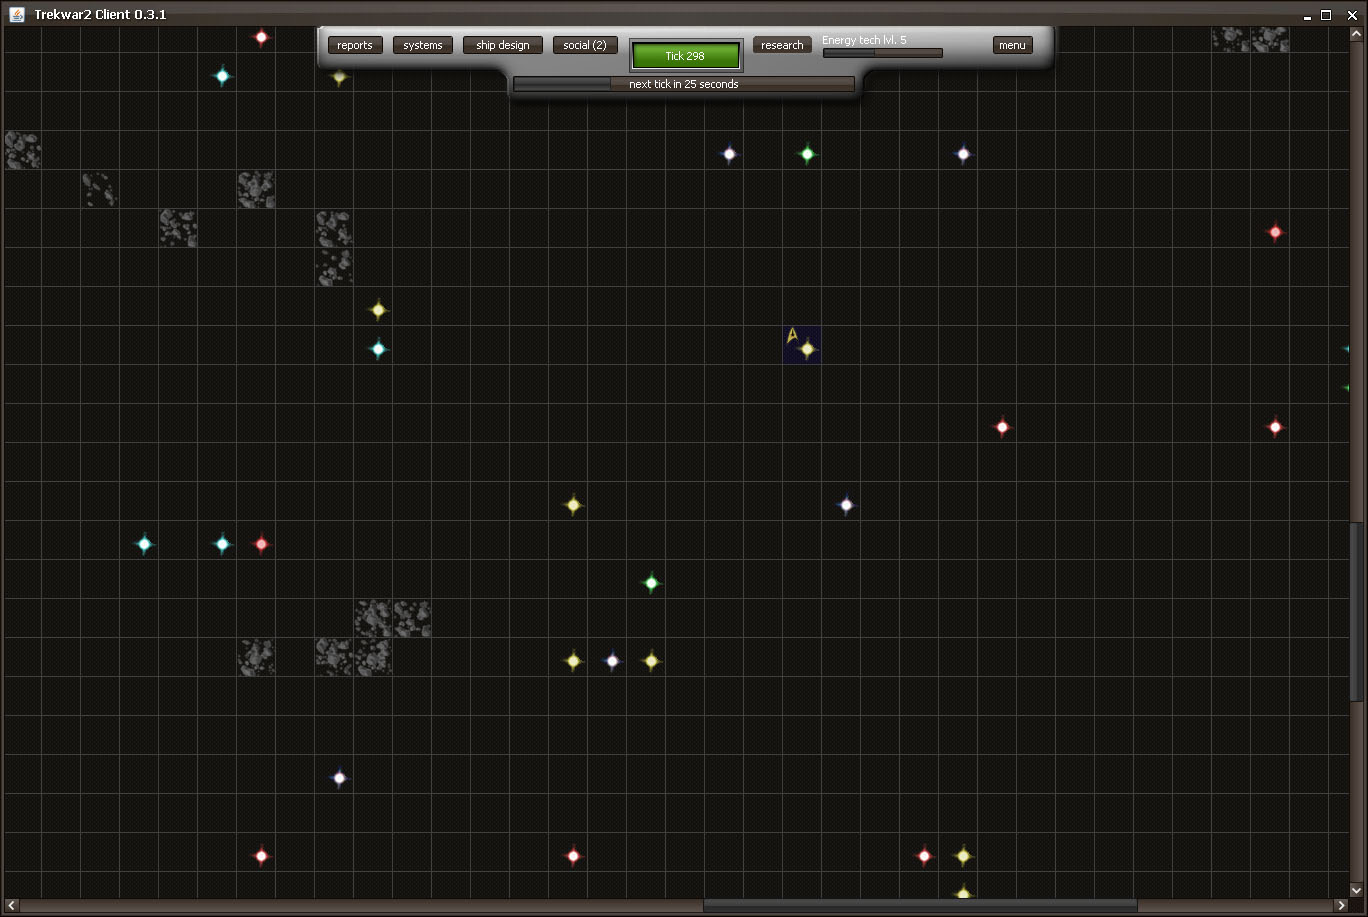 Trekwar2 Client 0.3.1
reports
systems
ship design
social (2)
Tick 298
research
Energy tech lvl. 5
menu
next tick in 25 seconds